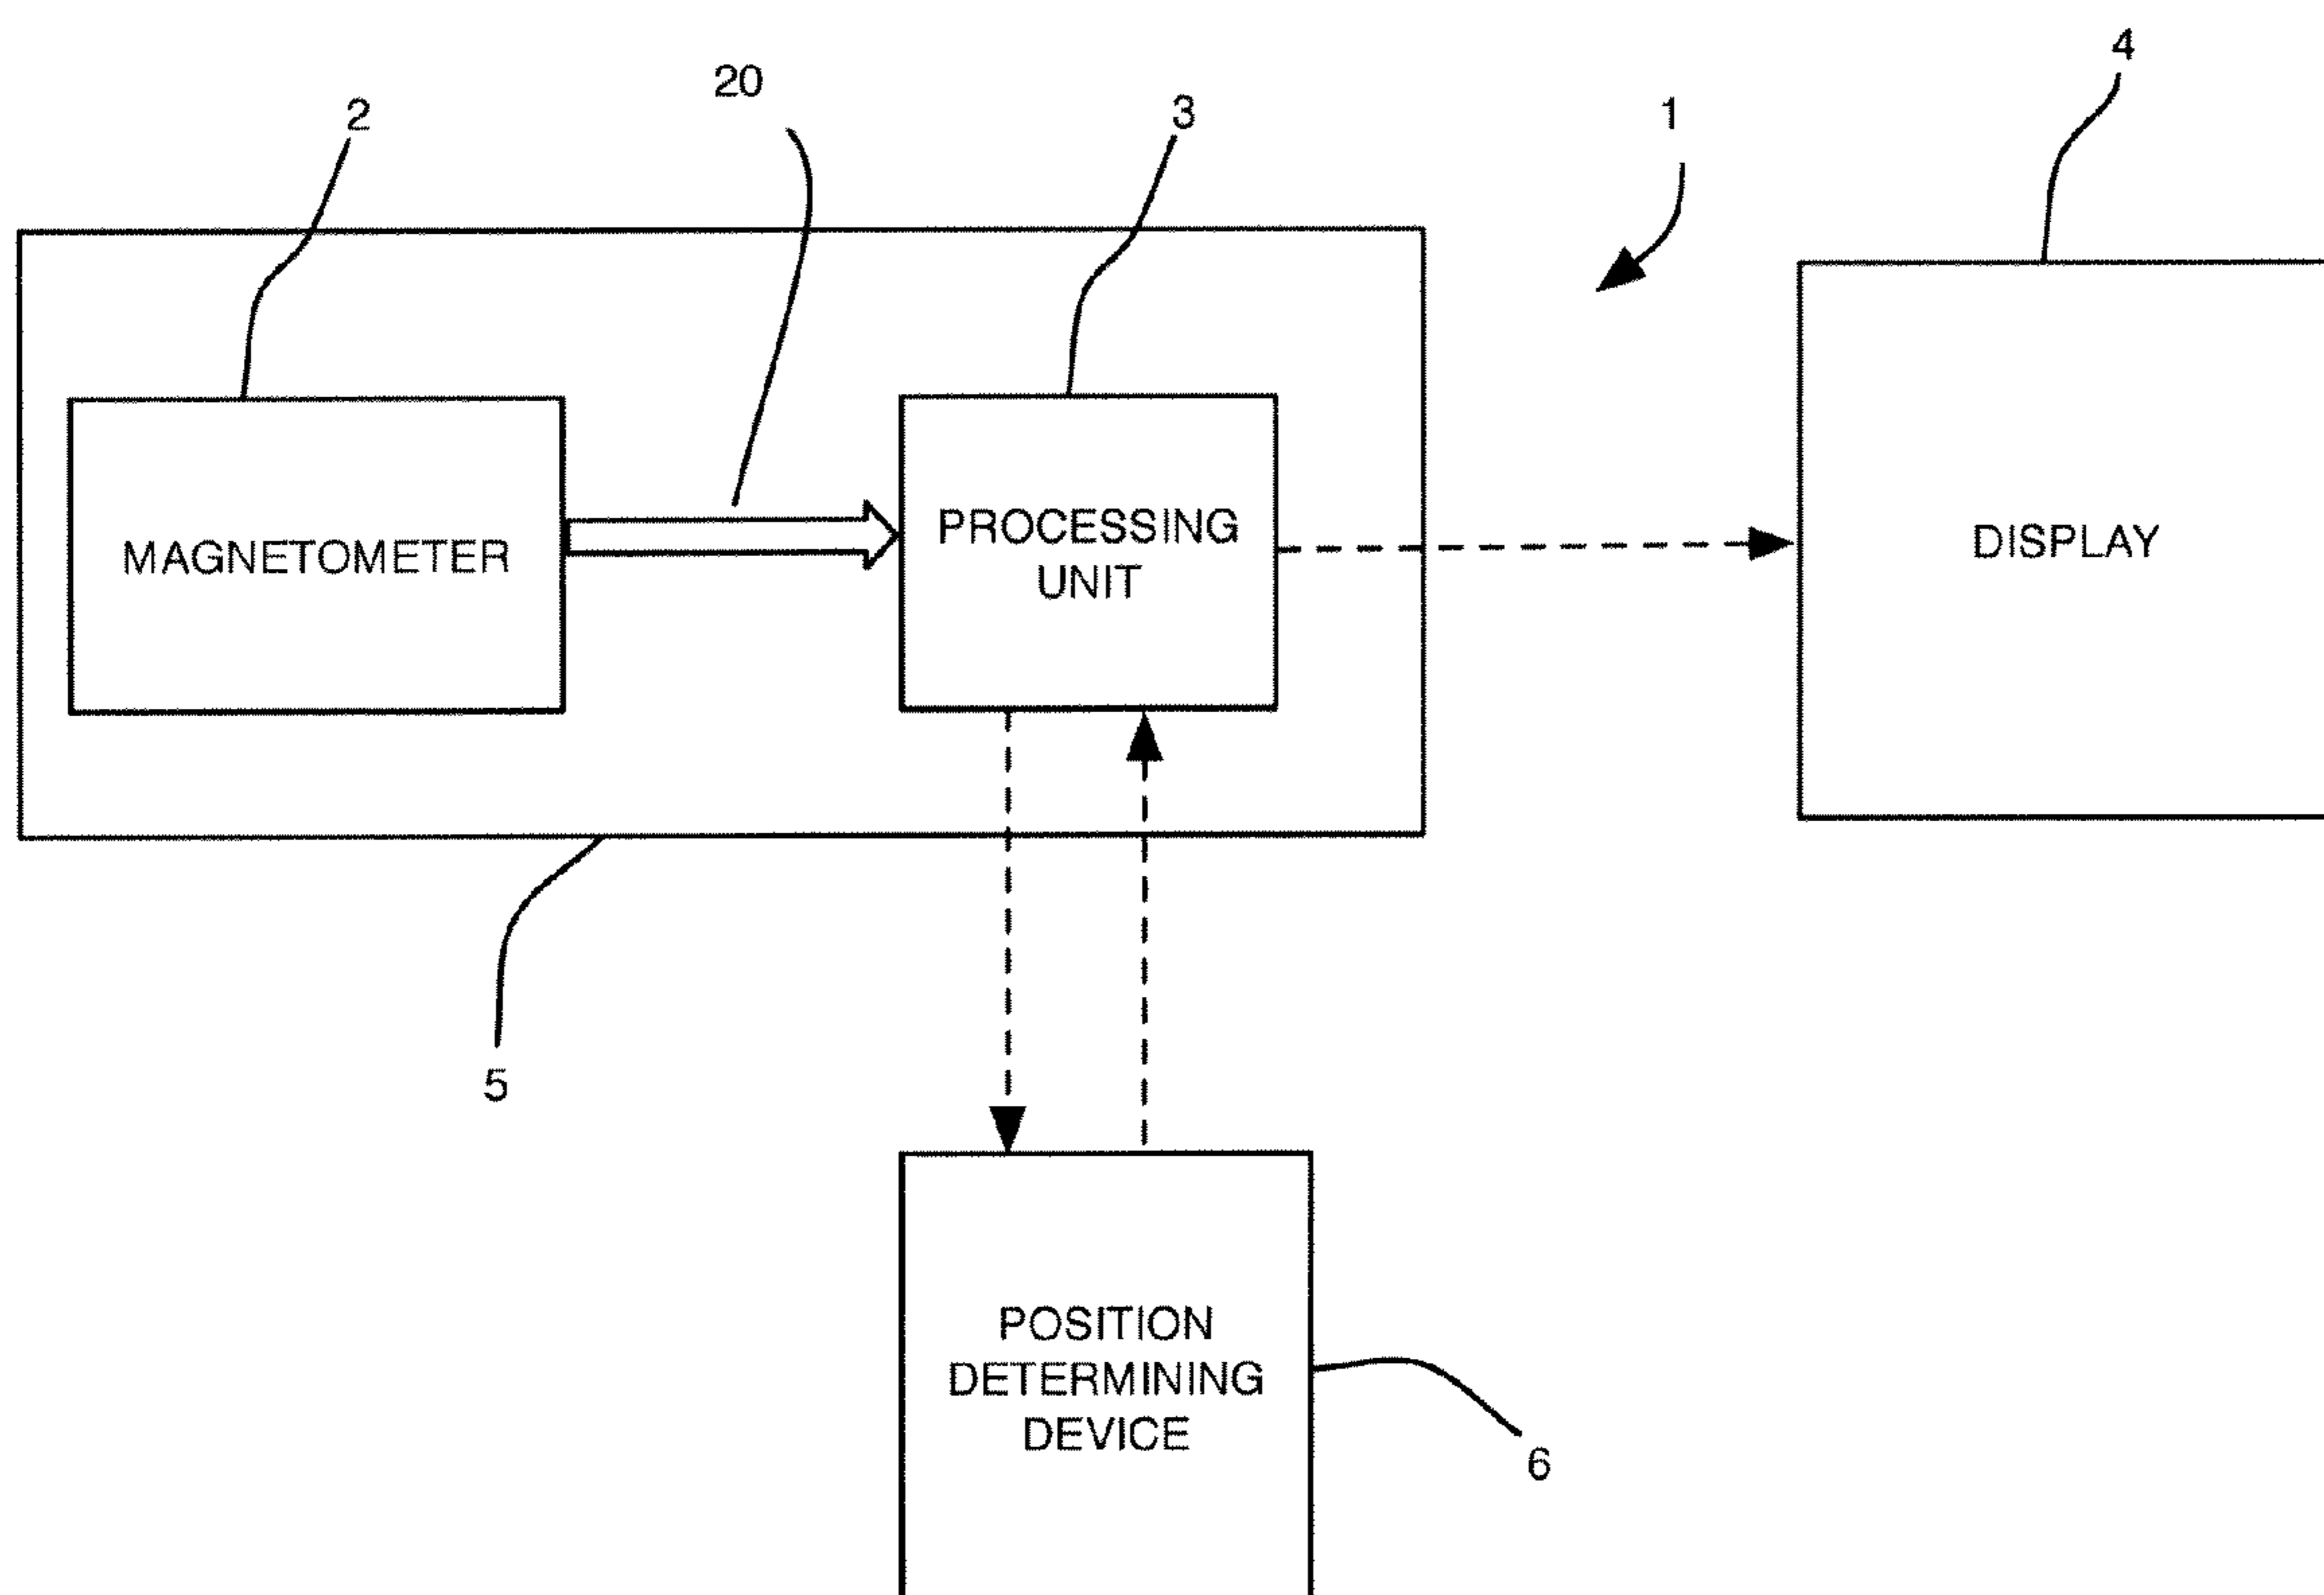 4
20
2
3
1
MAGNETOMETER
PROCESSING
UNIT
DISPLAY
5
POSITION
DETERMINING
DEVICE
6